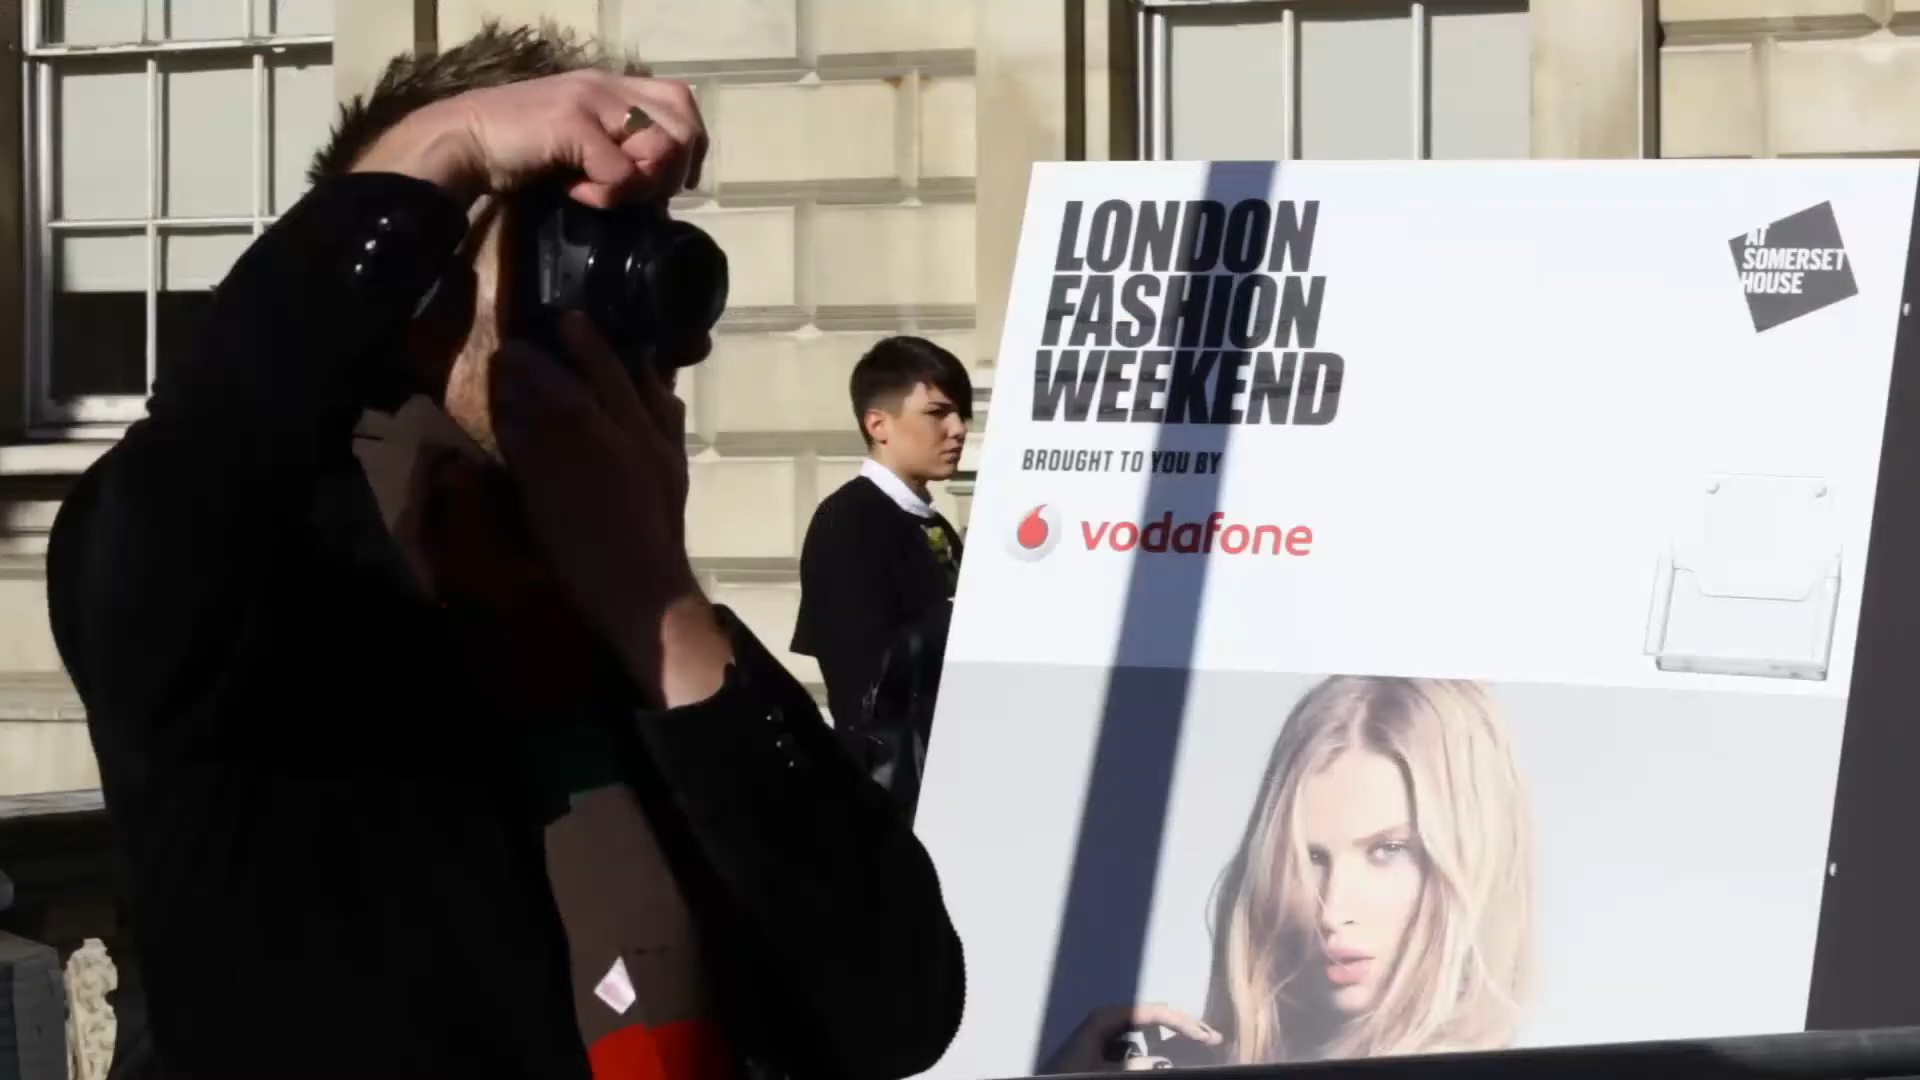 LONDON
FASHION
WEEKEND
BROUGHT TO YOU BY
vodafone
AT
SOMERSET
HOUSE